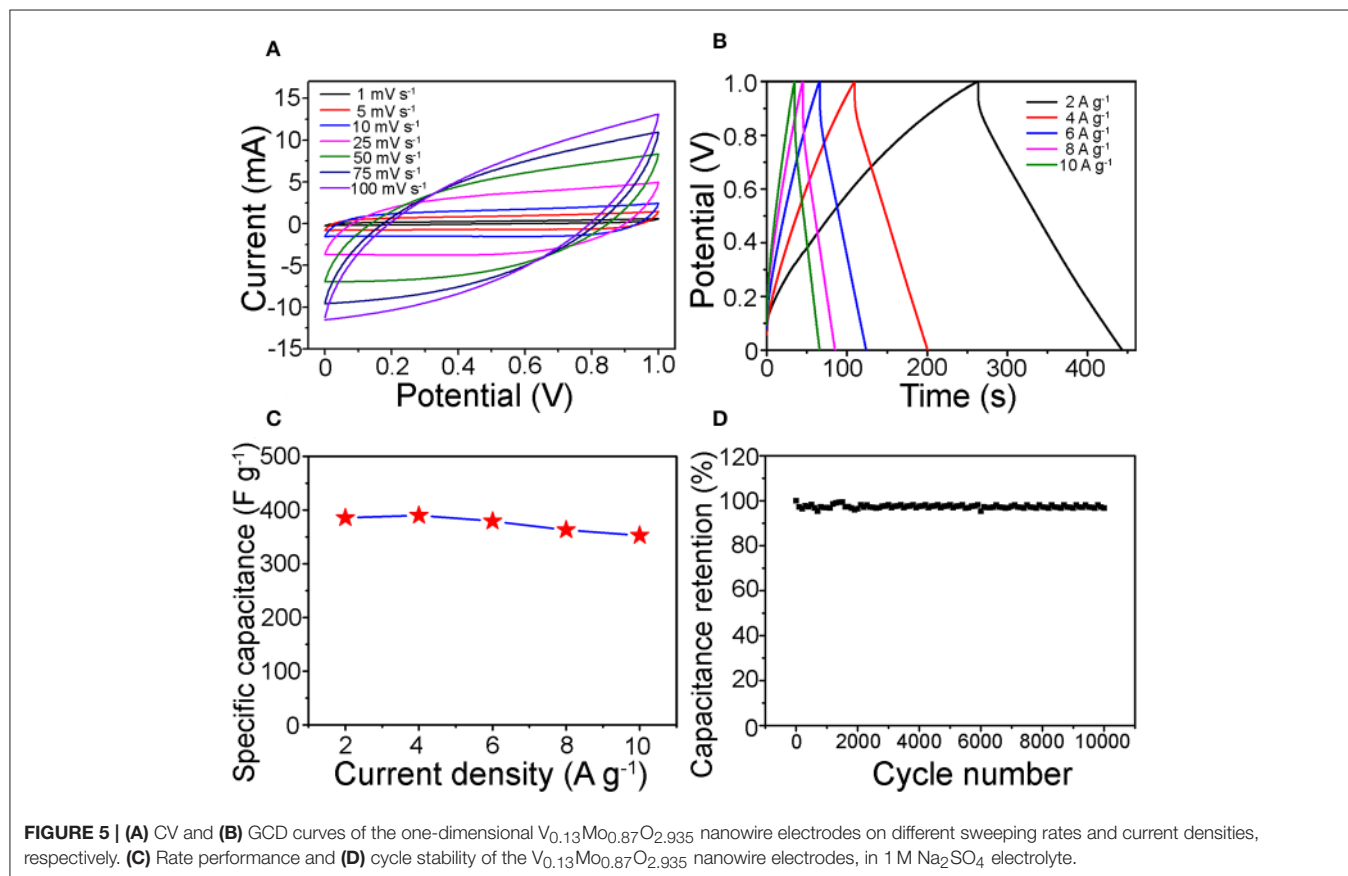 A
1 mV s⁻¹
5 mV s⁻¹
10 mV s⁻¹
25 mV s⁻¹
50 mV s⁻¹
75 mV s⁻¹
100 mV s⁻¹
15
10
5
0
-5
-10
-15
Current (mA)
0 0.2 0.4 0.6 0.8 1.0
Potential (V)
B
2 A g⁻¹
4 A g⁻¹
6 A g⁻¹
8 A g⁻¹
10 A g⁻¹
1.0
0.8
0.6
0.4
0.2
0
Potential (V)
0 100 200 300 400
Time (s)
C
500
400
300
200
100
0
Specific capacitance (F g⁻¹)
2 4 6 8 10
Current density (A g⁻¹)
D
120
100
80
60
40
20
0
Capacitance retention (%)
0 2000 4000 6000 8000 10000
Cycle number
FIGURE 5 | (A) CV and (B) GCD curves of the one-dimensional V₀.₁₃Mo₀.₈₇O₂.₉₃₅ nanowire electrodes on different sweeping rates and current densities,
respectively. (C) Rate performance and (D) cycle stability of the V₀.₁₃Mo₀.₈₇O₂.₉₃₅ nanowire electrodes, in 1 M Na₂SO₄ electrolyte.